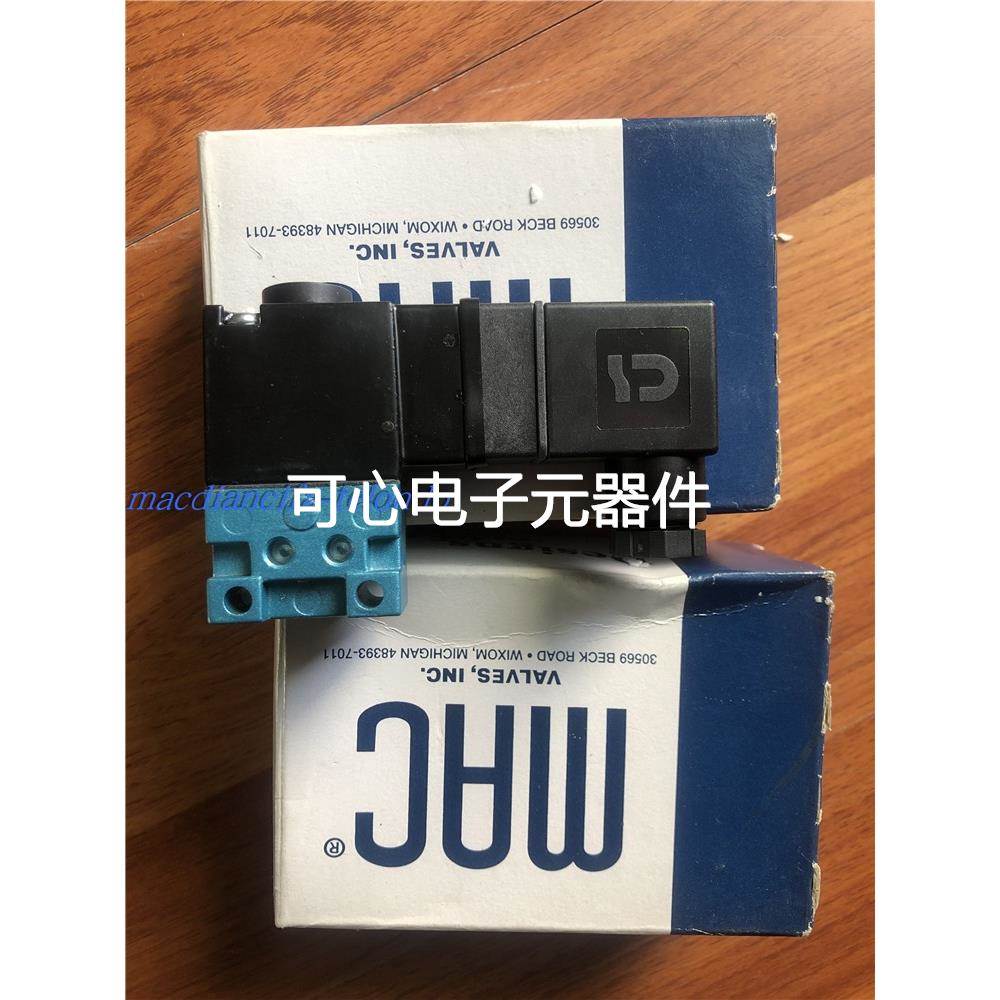 30569 BECK ROAD • WIXOM, MICHIGAN 48393-7011
VALVES, INC.
可心电子元器件
30569 BECK ROAD • WIXOM, MICHIGAN 48393-7011
VALVES, INC.
MAC®